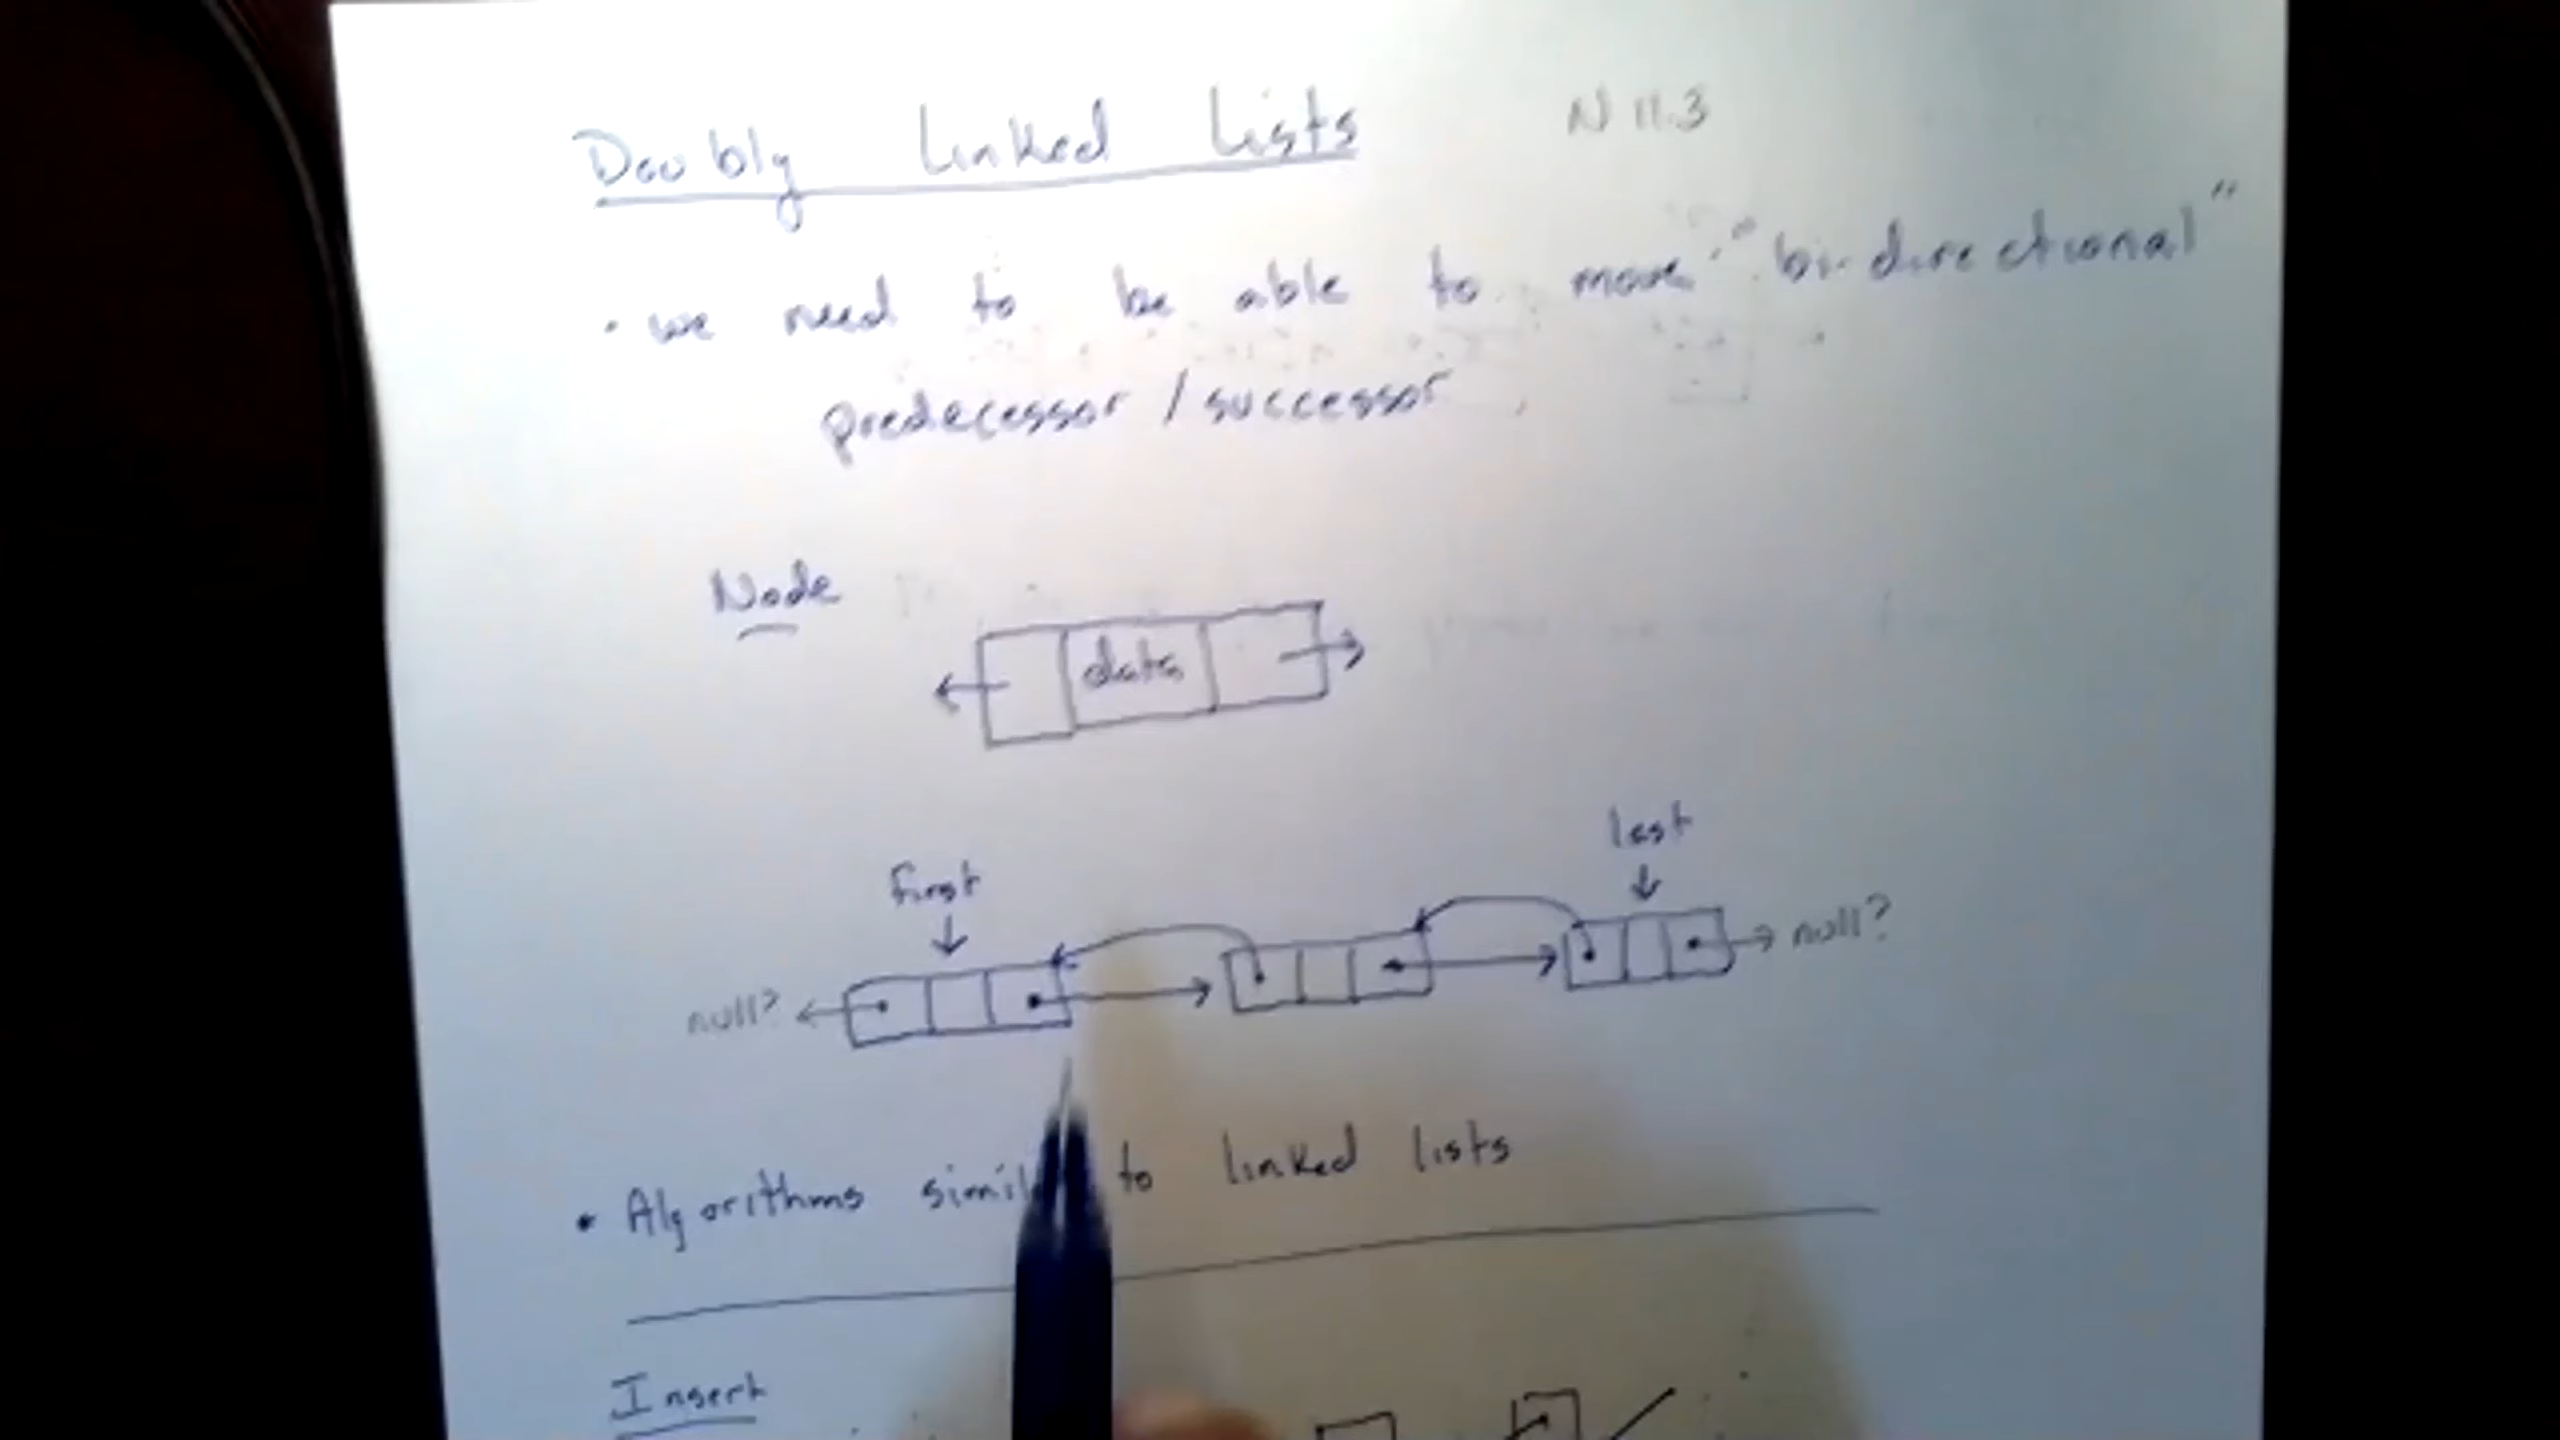 Doubly Linked Lists N 11.3
• we need to be able to move "bi-directional"
predecessor / successor
Node
data
first last
null? null?
• Algorithms to linked lists
Insert